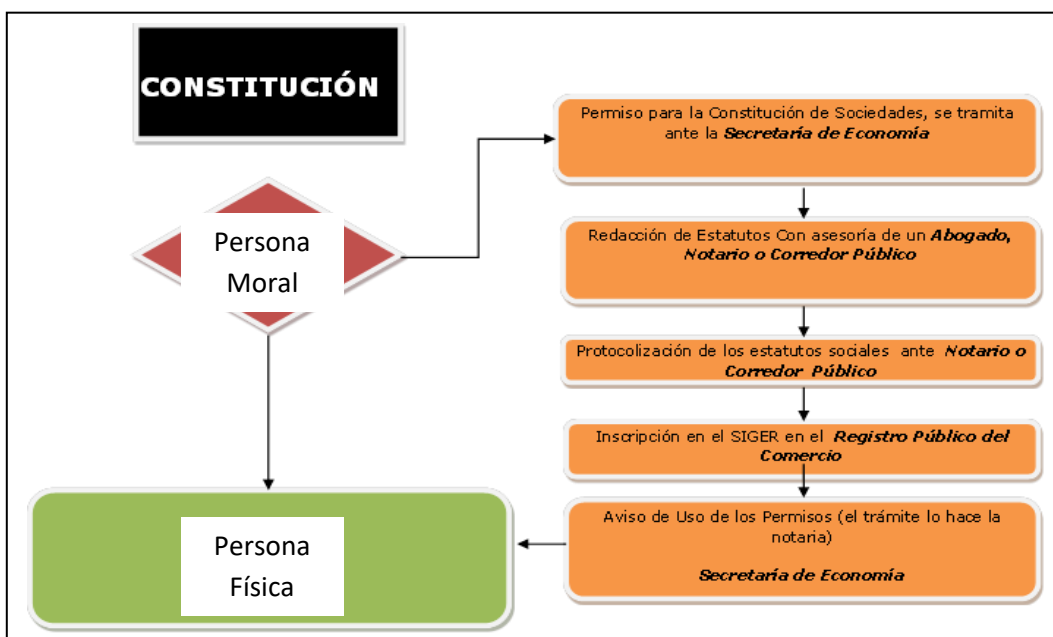 CONSTITUCIÓN
Persona
Moral
Permiso para la Constitución de Sociedades, se tramita
ante la Secretaría de Economía
Redacción de Estatutos Con asesoría de un Abogado,
Notario o Corredor Público
Protocolización de los estatutos sociales ante Notario o
Corredor Público
Inscripción en el SIGER en el Registro Público del
Comercio
Aviso de Uso de los Permisos (el trámite lo hace la
notaria)
Secretaría de Economía
Persona
Física